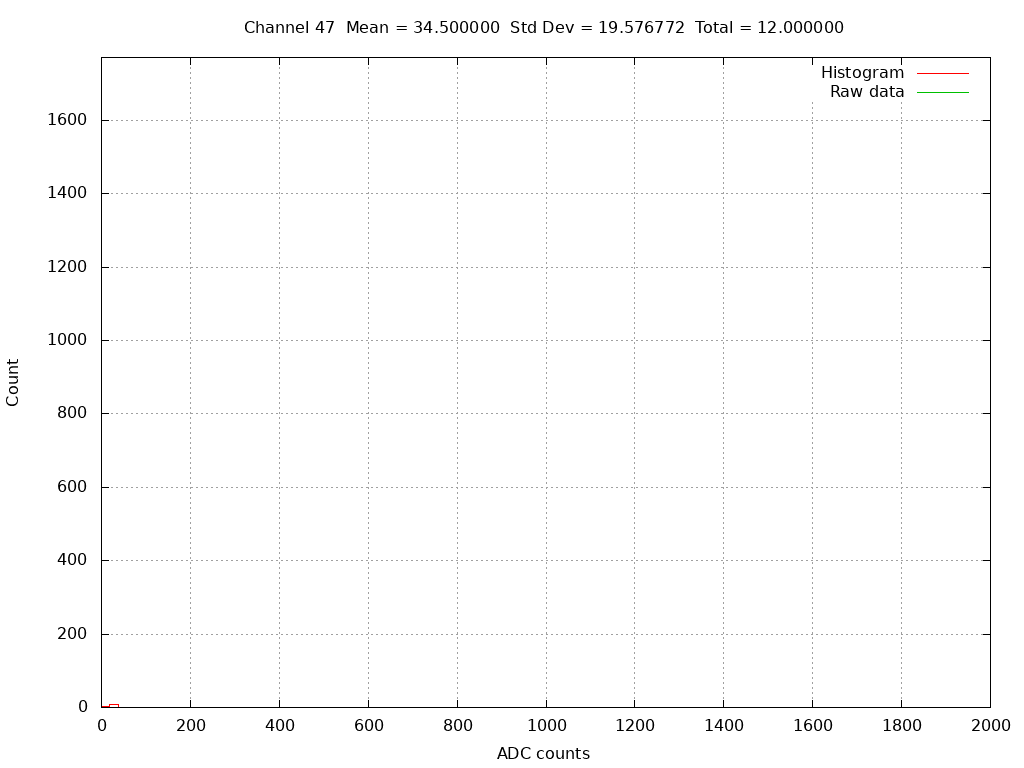 Channel 47  Mean = 34.500000  Std Dev = 19.576772  Total = 12.000000
Histogram
Raw data
1600
1400
1200
1000
800
600
400
200
0
Count
0 200 400 600 800 1000 1200 1400 1600 1800 2000
ADC counts